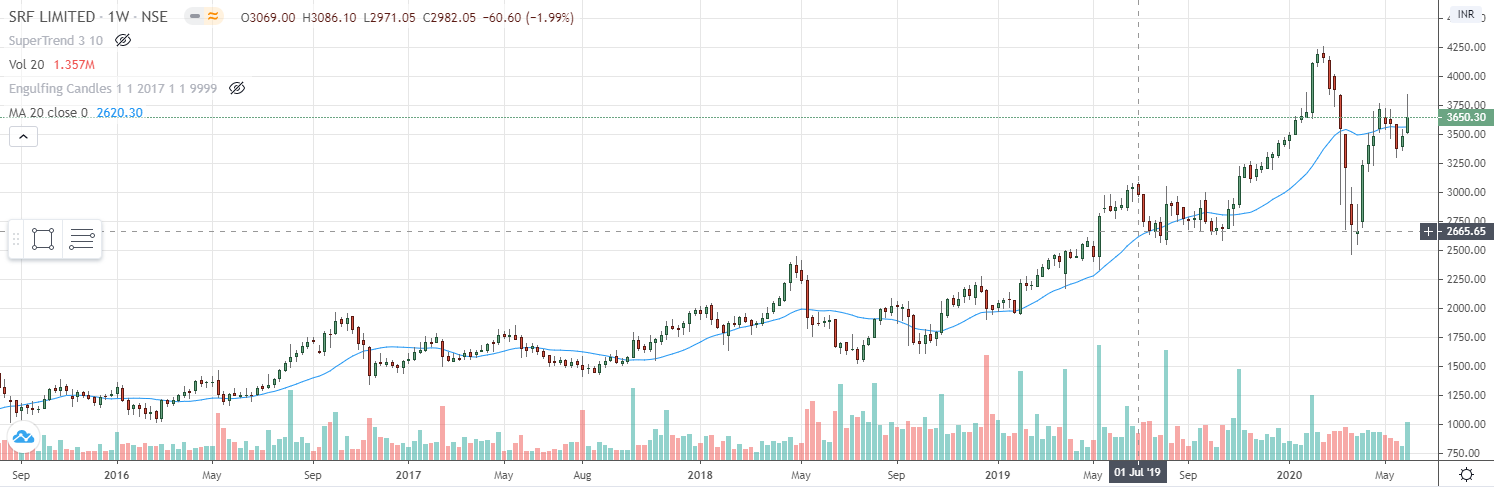 SRF LIMITED · 1W · NSE O3069.00 H3086.10 L2971.05 C2982.05 −60.60 (−1.99%)
SuperTrend 3 10
Vol 20 1.357M
Engulfing Candles 1 1 2017 1 1 9999
MA 20 close 0 2620.30
INR
4250.00
4000.00
3750.00
3650.30
3500.00
3250.00
3000.00
2750.00
2665.65
2500.00
2250.00
2000.00
1750.00
1500.00
1250.00
1000.00
750.00
Sep 2016 May Sep 2017 May Aug 2018 May Sep 2019 May 01 Jul '19 Sep 2020 May